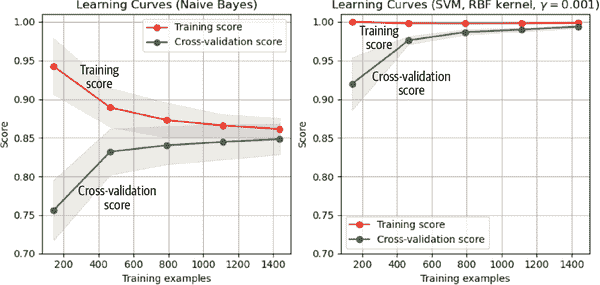 Learning Curves (Naive Bayes)
Training score
Cross-validation score
Training
score
Cross-validation
score
Score
1.00
0.95
0.90
0.85
0.80
0.75
0.70
200
400
600
800
1000
1200
1400
Training examples
Learning Curves (SVM, RBF kernel, γ = 0.001)
Training
score
Cross-validation
score
Training score
Cross-validation score
Score
1.00
0.95
0.90
0.85
0.80
0.75
0.70
200
400
600
800
1000
1200
1400
Training examples